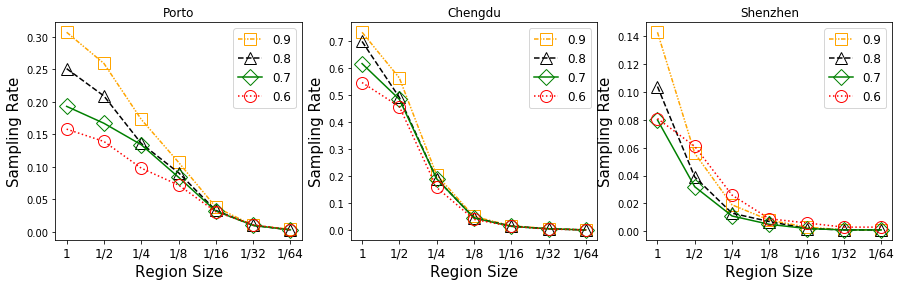 Porto
Sampling Rate
0.30
0.25
0.20
0.15
0.10
0.05
0.00
0.9
0.8
0.7
0.6
1 1/2 1/4 1/8 1/16 1/32 1/64
Region Size
Chengdu
Sampling Rate
0.7
0.6
0.5
0.4
0.3
0.2
0.1
0.0
0.9
0.8
0.7
0.6
1 1/2 1/4 1/8 1/16 1/32 1/64
Region Size
Shenzhen
Sampling Rate
0.14
0.12
0.10
0.08
0.06
0.04
0.02
0.00
0.9
0.8
0.7
0.6
1 1/2 1/4 1/8 1/16 1/32 1/64
Region Size